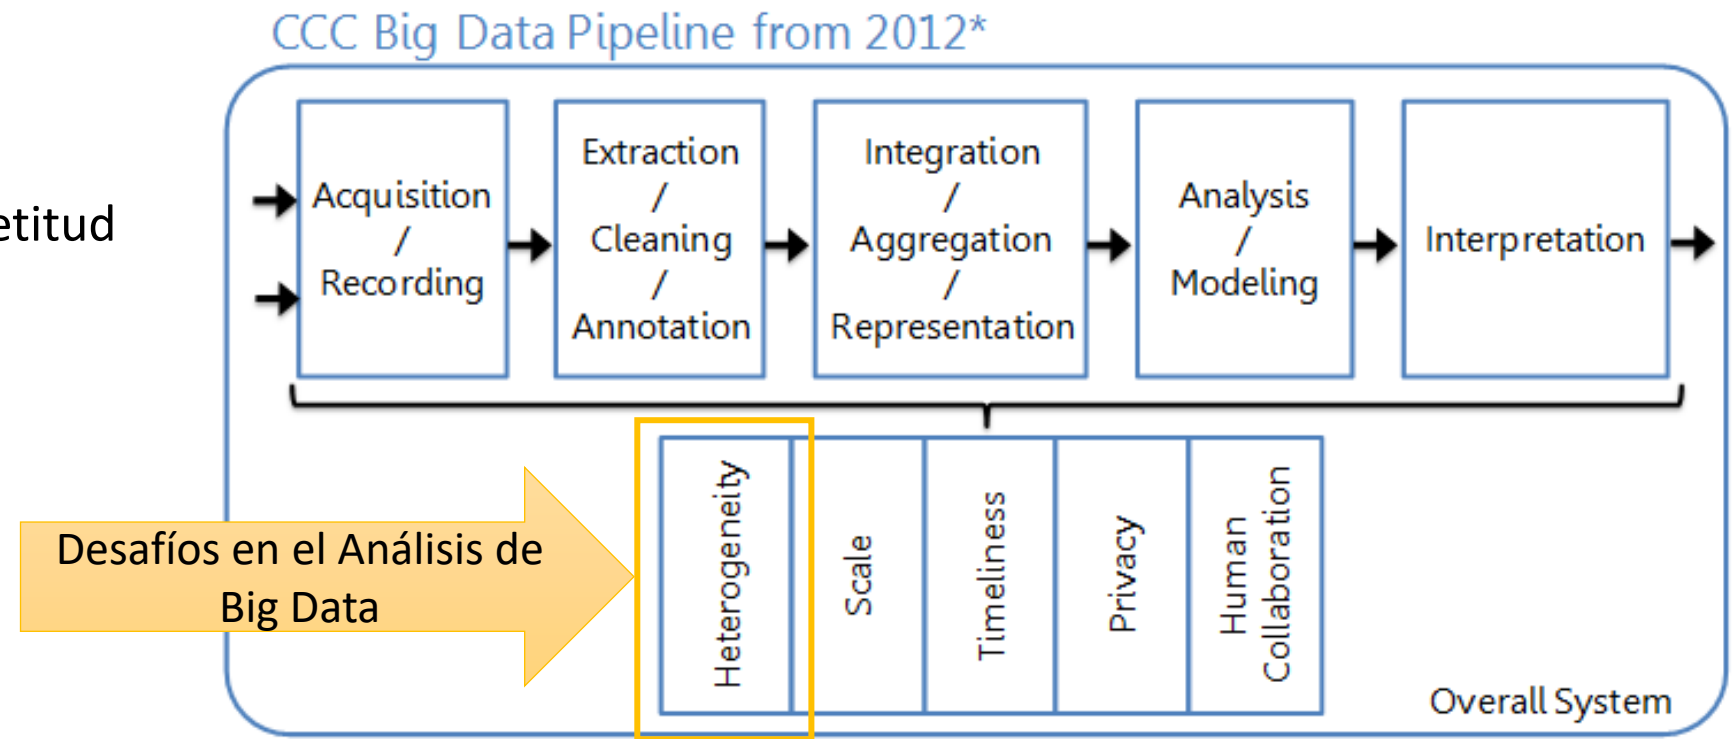 CCC Big Data Pipeline from 2012*
etitud
Acquisition
/
Recording
Extraction
/
Cleaning
/
Annotation
Integration
/
Aggregation
/
Representation
Analysis
/
Modeling
Interpretation
Desafíos en el Análisis de
Big Data
Heterogeneity
Scale
Timeliness
Privacy
Human
Collaboration
Overall System